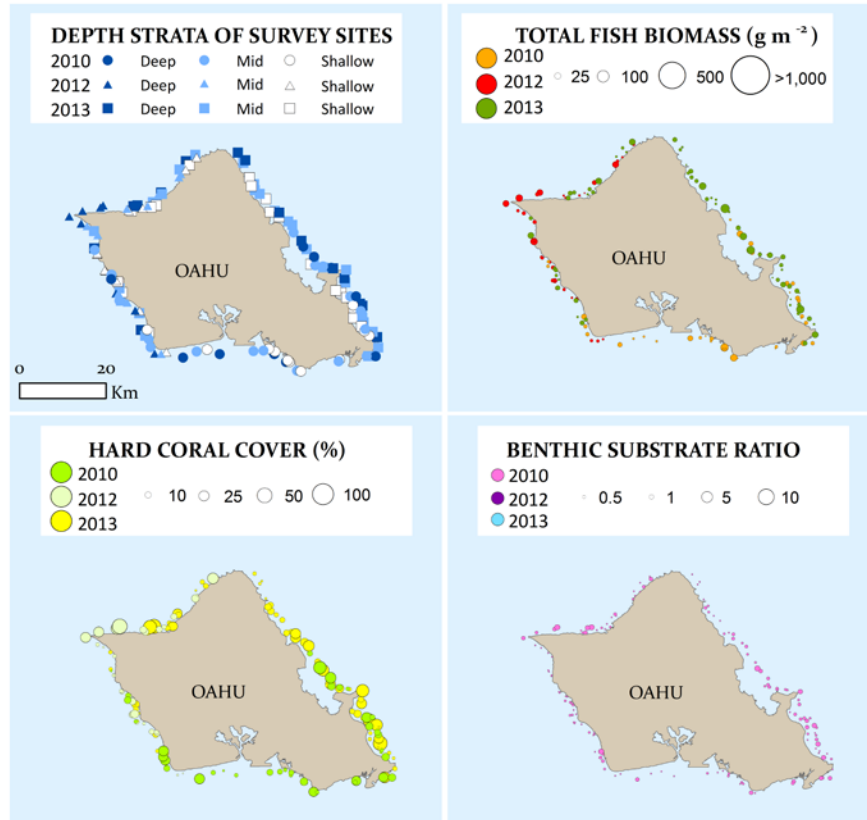 DEPTH STRATA OF SURVEY SITES
2010 Deep Mid Shallow
2012 Deep Mid Shallow
2013 Deep Mid Shallow
OAHU
0 20
Km
TOTAL FISH BIOMASS (g m ⁻²)
2010
2012
2013
25 100 500 >1,000
OAHU
HARD CORAL COVER (%)
2010
2012
2013
10 25 50 100
OAHU
BENTHIC SUBSTRATE RATIO
2010
2012
2013
0.5 1 5 10
OAHU